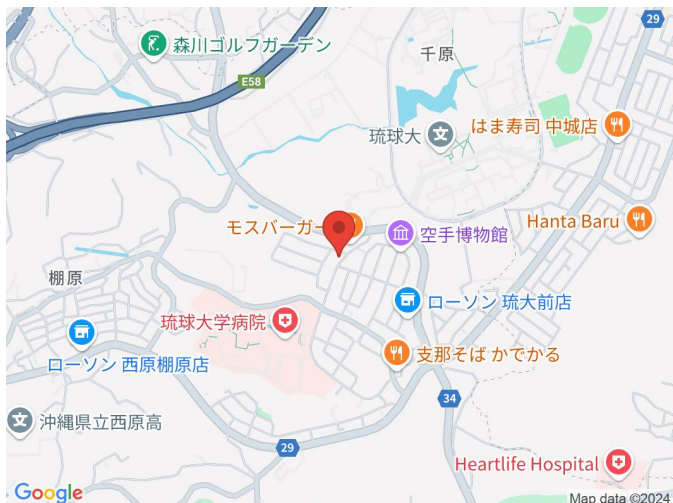 29
森川ゴルフガーデン
千原
E58
琉球大
はま寿司 中城店
モスバーガー
空手博物館
Hanta Baru
棚原
琉球大学病院
ローソン 琉大前店
ローソン 西原棚原店
支那そば かでかる
34
沖縄県立西原高
29
Heartlife Hospital
Google
Map data ©2024